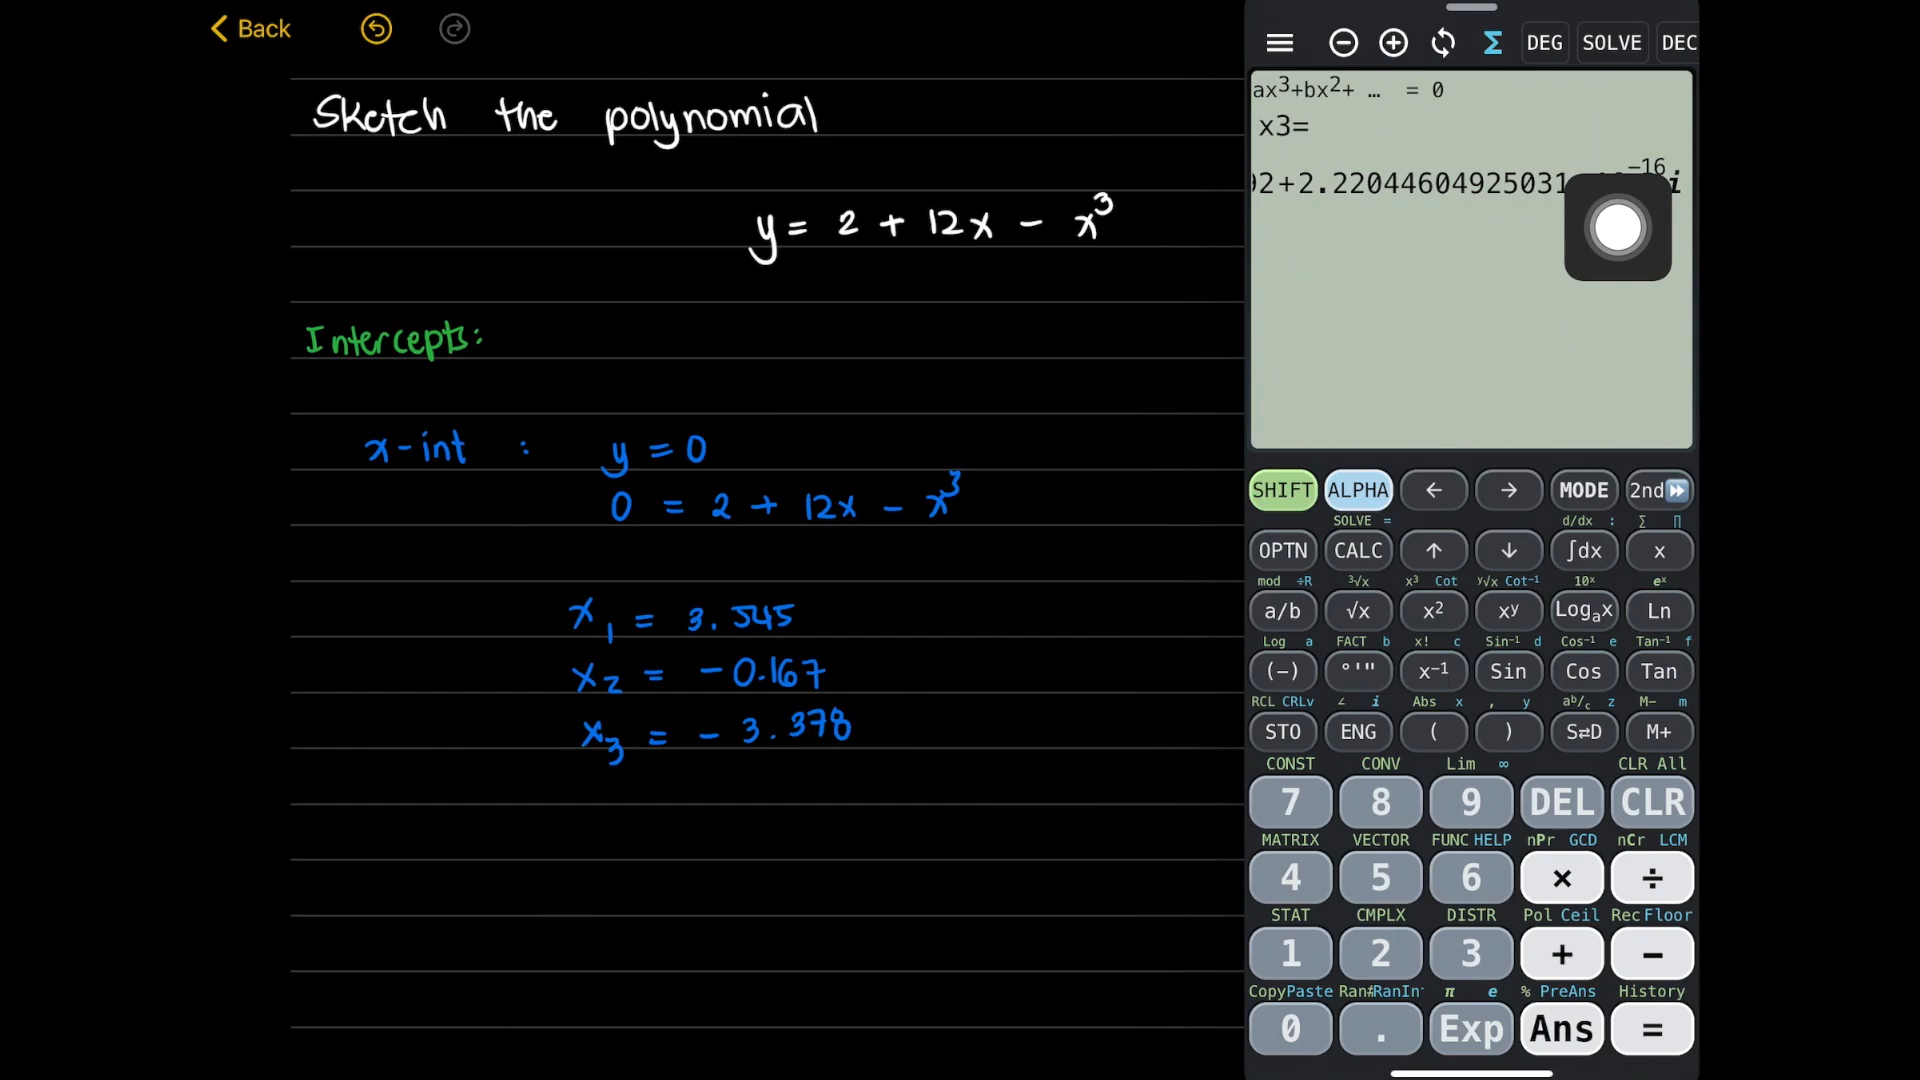 Back
Sketch the polynomial
y = 2 + 12x - x³
Intercepts:
x-int : y = 0
0 = 2 + 12x - x³
x₁ = 3.545
x₂ = -0.167
x₃ = -3.378
DEG SOLVE DEC
ax³+bx²+ … = 0
x3=
92+2.22044604925031 ⁻¹⁶i
SHIFT ALPHA ← → MODE 2nd
SOLVE = d/dx : ∑ ∏
OPTN CALC ↑ ↓ ∫dx x
mod ÷R ³√x x³ Cot ʸ√x Cot⁻¹ 10ˣ eˣ
a/b √x x² xʸ Logₐx Ln
Log a FACT b x! c Sin⁻¹ d Cos⁻¹ e Tan⁻¹ f
(−) °'" x⁻¹ Sin Cos Tan
RCL CRLv ∠ i Abs x , y aᵇ/c z M− m
STO ENG ( ) S⇄D M+
CONST CONV Lim ∞ CLR All
7 8 9 DEL CLR
MATRIX VECTOR FUNC HELP nPr GCD nCr LCM
4 5 6 × ÷
STAT CMPLX DISTR Pol Ceil Rec Floor
1 2 3 + −
Copy Paste Ran# RanInt π e % PreAns History
0 . Exp Ans =